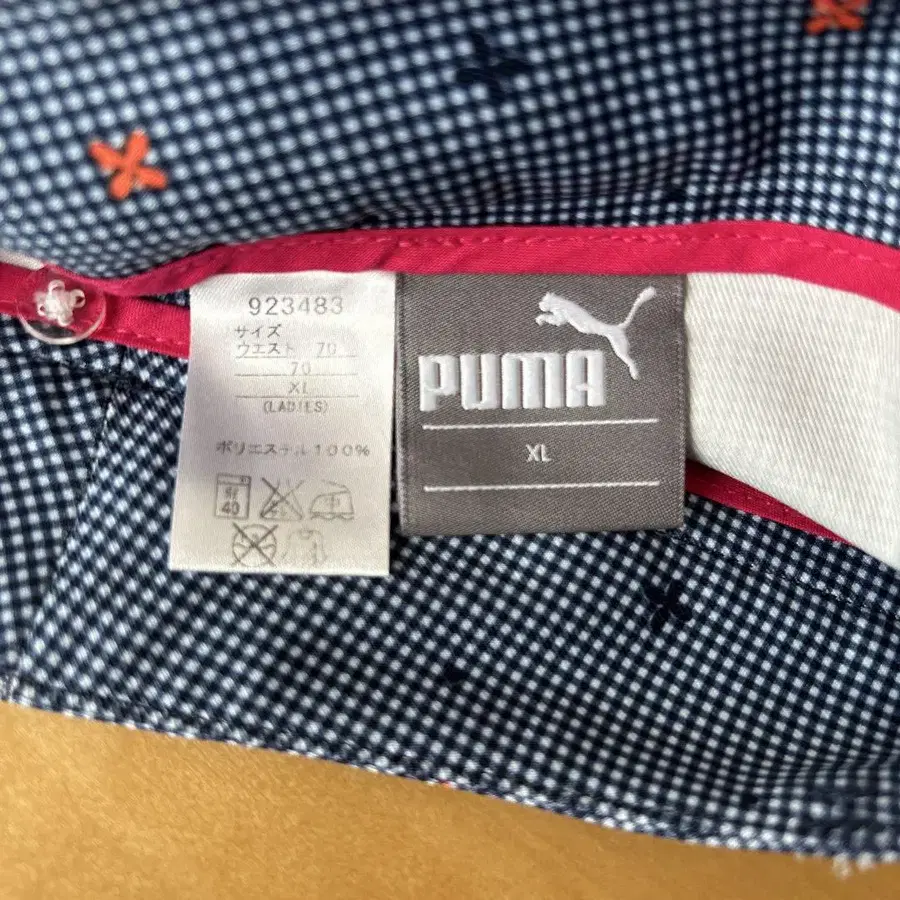 923483
サイズ
ウエスト 70
70
XL
(LADIES)
ポリエステル100%
40
PUMA
XL